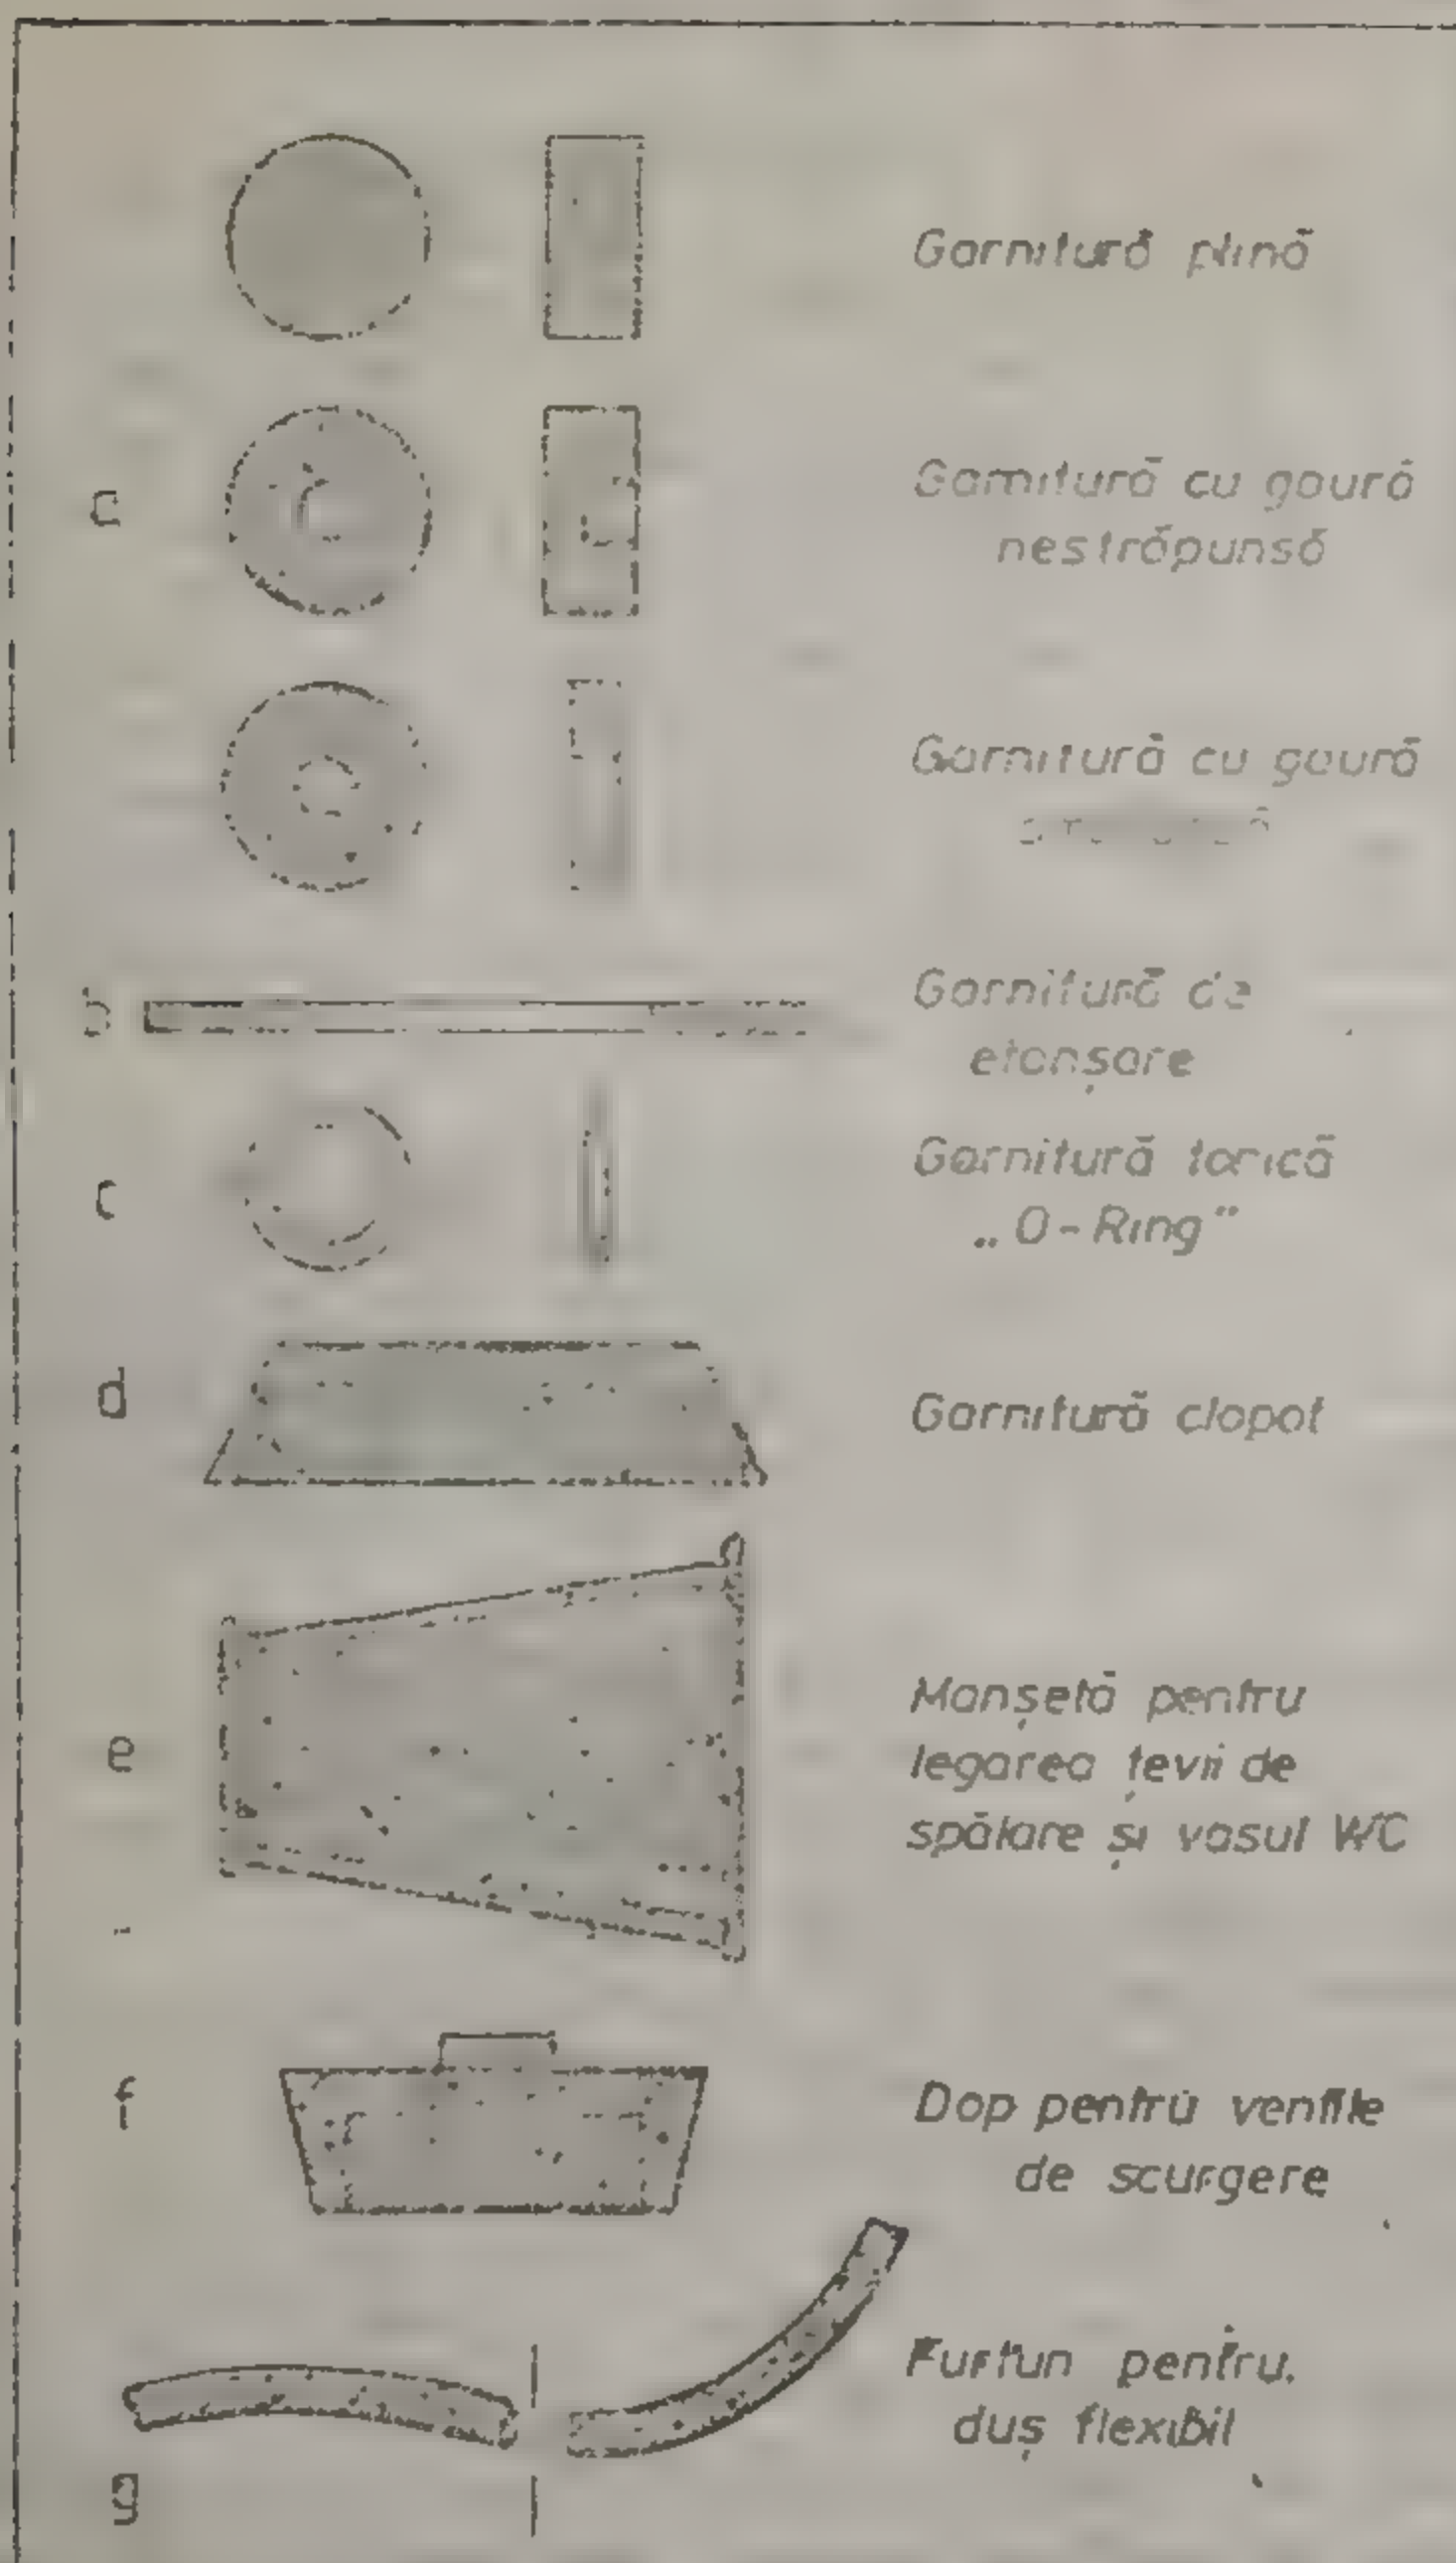 Garnitură plină
a
Garnitură cu gaură
nestrăpunsă
Garnitură cu gaură
b
Garnitură de
etanșare
c
Garnitură torică
„O-Ring”
d
Garnitură clopot
e
Manșetă pentru
legarea țevii de
spălare și vasul WC
f
Dop pentru ventile
de scurgere
Furtun pentru
duș flexibil
g